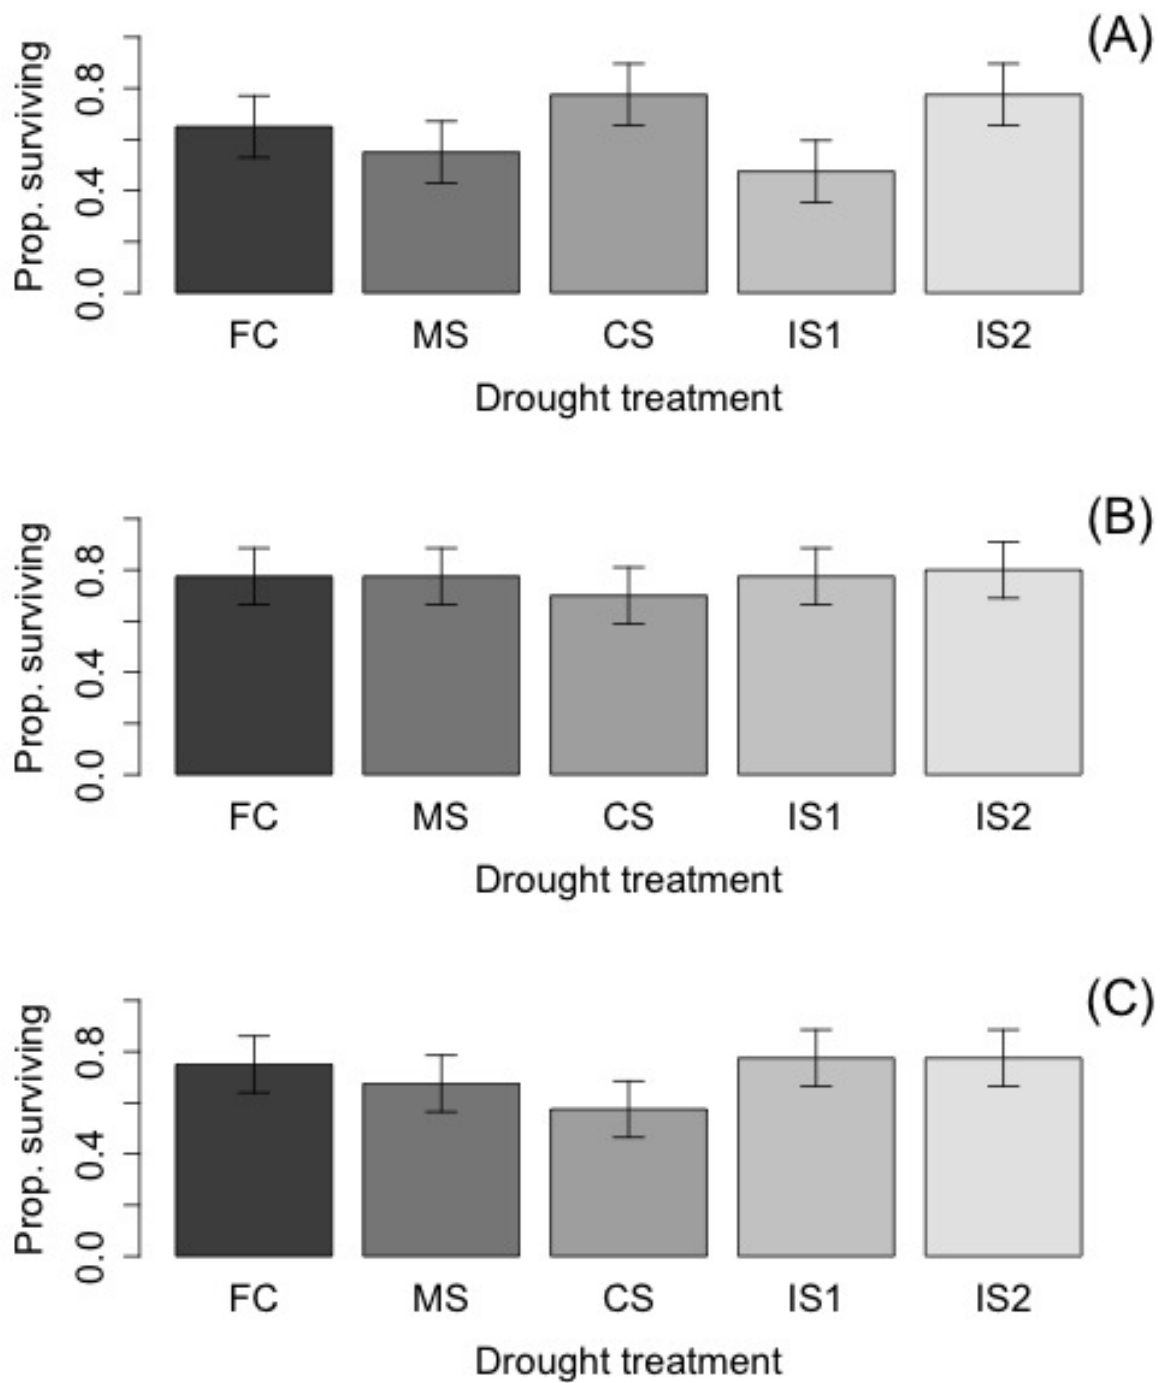 (A)
Prop. surviving
0.8
0.4
0.0
FC MS CS IS1 IS2
Drought treatment
(B)
Prop. surviving
0.8
0.4
0.0
FC MS CS IS1 IS2
Drought treatment
(C)
Prop. surviving
0.8
0.4
0.0
FC MS CS IS1 IS2
Drought treatment